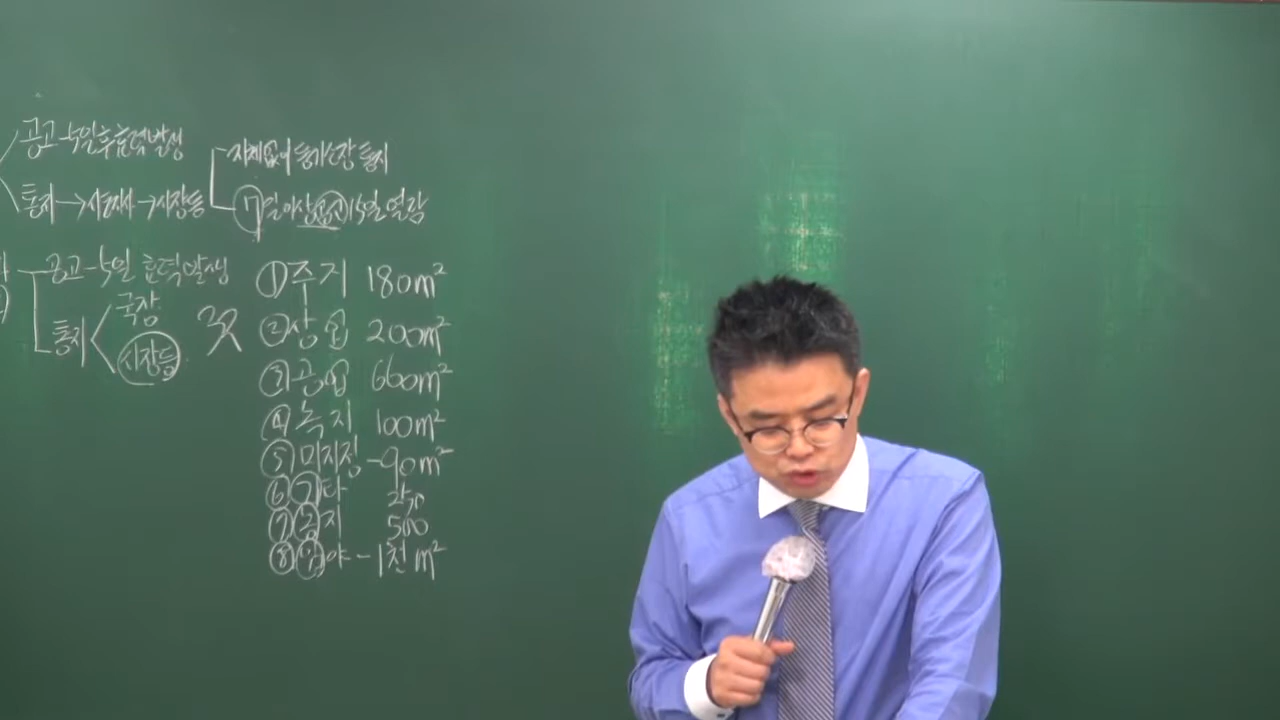 공고 5일 후 효력발생
지체없이 등기소장 통지
통지 → 시·도지사 → 시장등
7일 이상 공고 15일 열람
공고 5일 효력발생
통지
국장
시장등
3X
① 주거 180m²
② 상업 200m²
③ 공업 660m²
④ 녹지 100m²
⑤ 미지정 - 90m²
⑥ 기타 250
⑦ 농지 500
⑧ 임야 - 1천m²